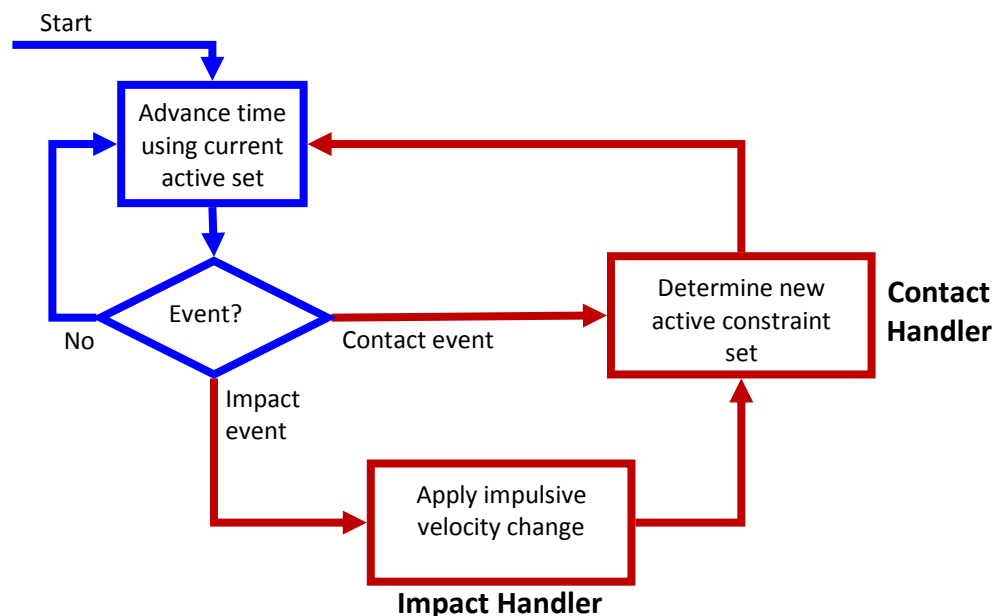 Start
Advance time
using current
active set
Event?
No
Contact event
Determine new
active constraint
set
Contact
Handler
Impact
event
Apply impulsive
velocity change
Impact Handler